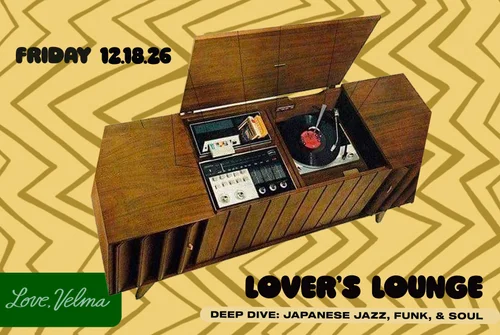 FRIDAY 12.18.26
Love, Velma
LOVER'S LOUNGE
DEEP DIVE: JAPANESE JAZZ, FUNK, & SOUL